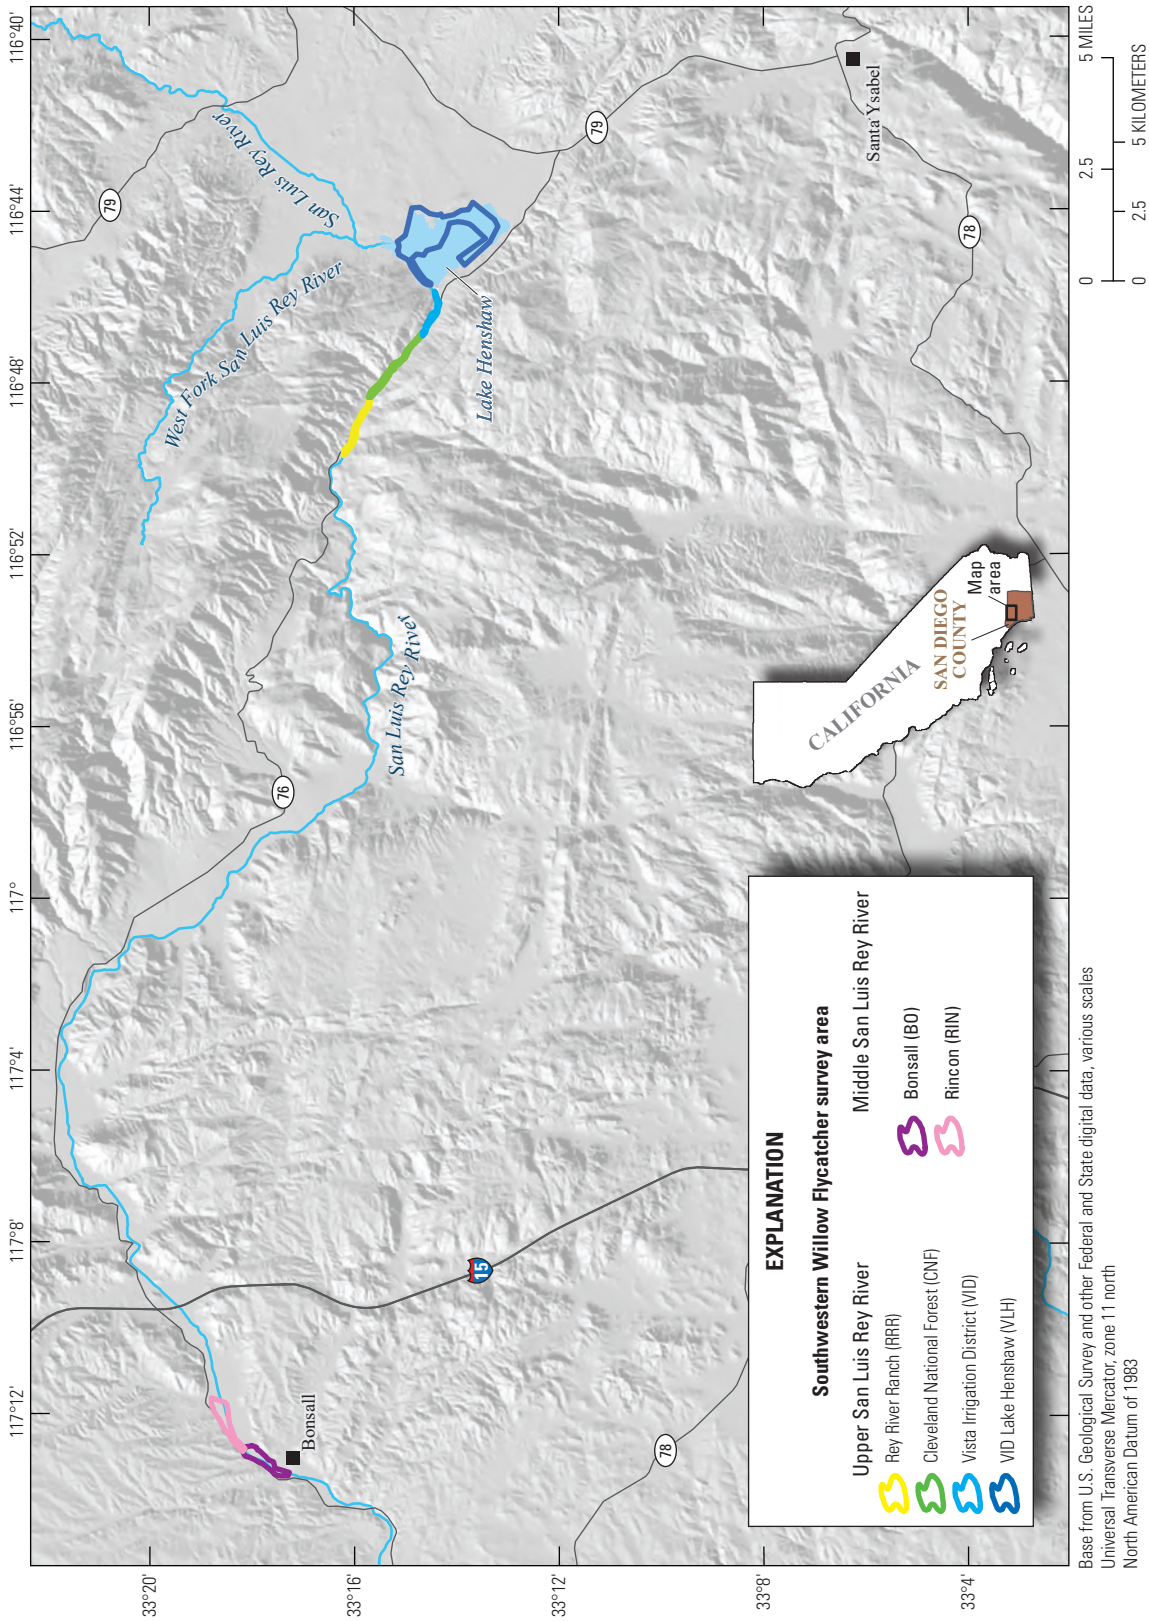 117°12'
117°8'
117°4'
117°
116°56'
116°52'
116°48'
116°44'
116°40'
33°20'
33°16'
33°12'
33°8'
33°4'
79
San Luis Rey River
West Fork San Luis Rey River
76
San Luis Rey River
Lake Henshaw
79
Santa Ysabel
78
15
Bonsall
78
EXPLANATION
Southwestern Willow Flycatcher survey area
Upper San Luis Rey River
Rey River Ranch (RRR)
Cleveland National Forest (CNF)
Vista Irrigation District (VID)
VID Lake Henshaw (VLH)
Middle San Luis Rey River
Bonsall (BO)
Rincon (RIN)
CALIFORNIA
SAN DIEGO
COUNTY
Map
area
Base from U.S. Geological Survey and other Federal and State digital data, various scales
Universal Transverse Mercator, zone 11 north
North American Datum of 1983
0 2.5 5 MILES
0 2.5 5 KILOMETERS